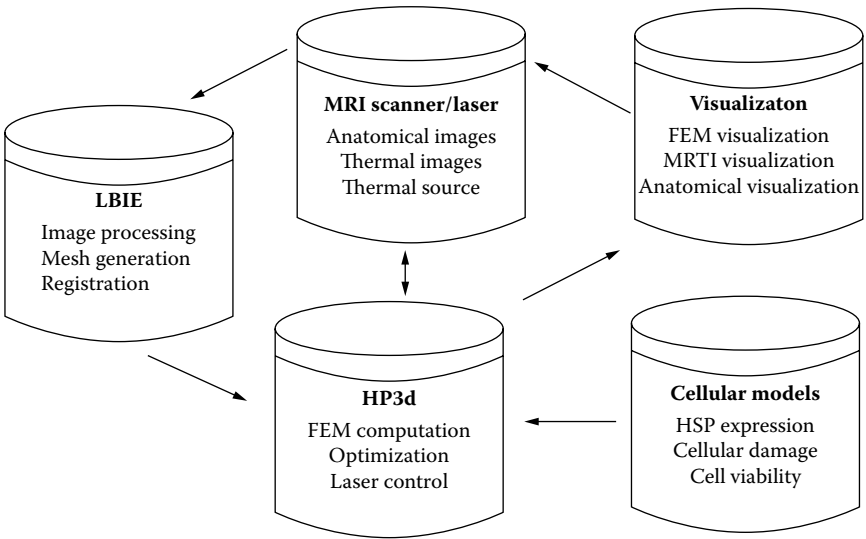 MRI scanner/laser
Anatomical images
Thermal images
Thermal source
Visualizaton
FEM visualization
MRTI visualization
Anatomical visualization
LBIE
Image processing
Mesh generation
Registration
HP3d
FEM computation
Optimization
Laser control
Cellular models
HSP expression
Cellular damage
Cell viability